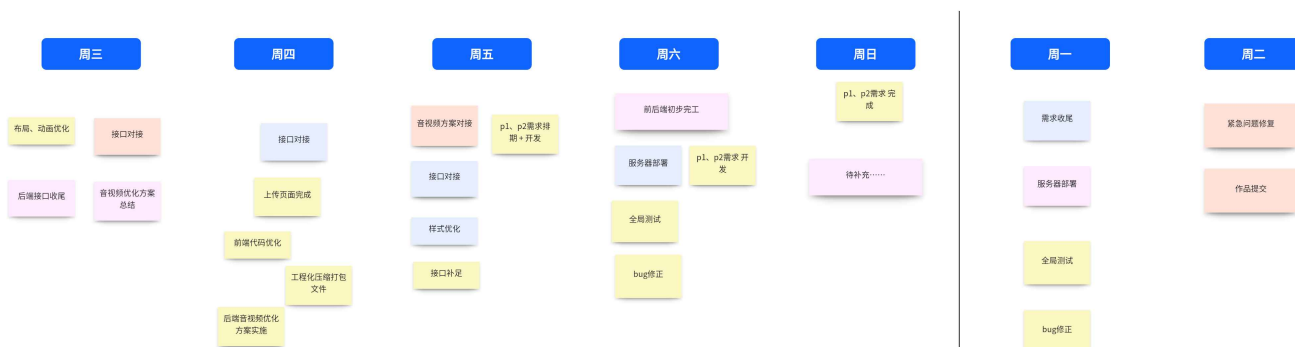 周三
布局、动画优化
接口对接
后端接口收尾
音视频优化方案
总结
周四
接口对接
上传页面完成
前端代码优化
工程化压缩打包
文件
后端音视频优化
方案实施
周五
音视频方案对接
p1、p2需求排
期 + 开发
接口对接
样式优化
接口补足
周六
前后端初步完工
服务器部署
p1、p2需求 开
发
全局测试
bug修正
周日
p1、p2需求 完
成
待补充……
周一
需求收尾
服务器部署
全局测试
bug修正
周二
紧急问题修复
作品提交